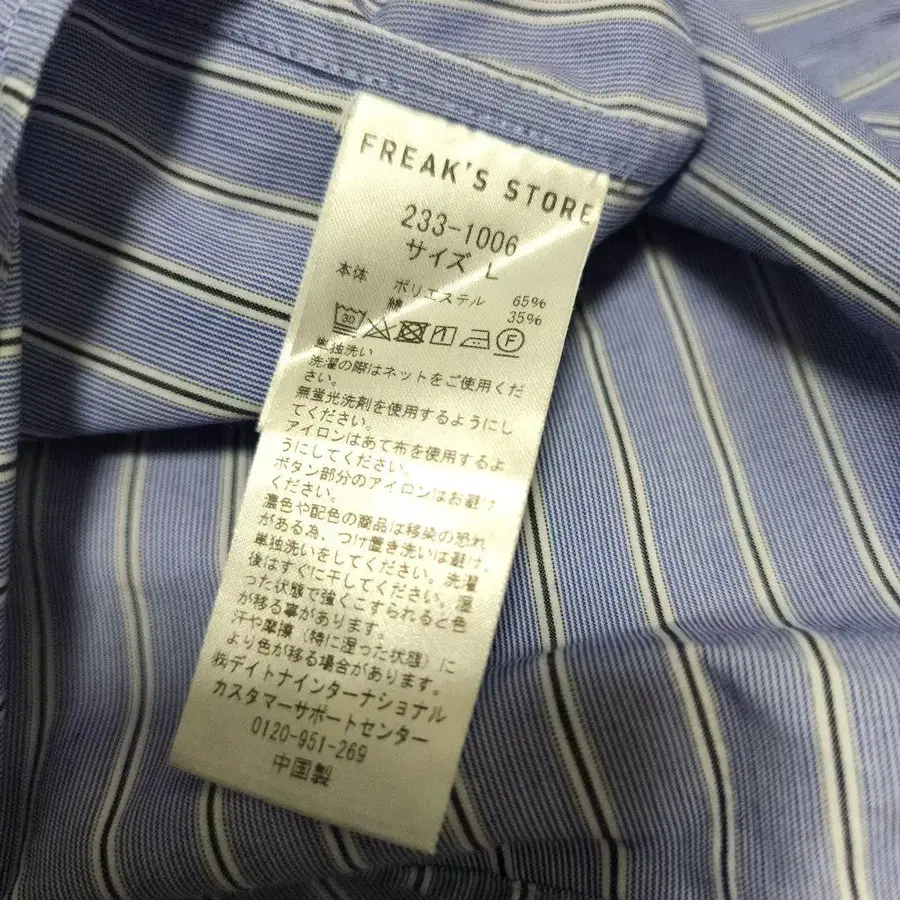 FREAK'S STORE
233-1006
サイズ L
本体 ポリエステル 65%
綿 35%
30 F
単独洗い
洗濯の際はネットをご使用くだ
さい。
無蛍光洗剤を使用するようにし
てください。
アイロンはあて布を使用するよ
うにしてください。
ボタン部分のアイロンはお避け
ください。
濃色や配色の商品は移染の恐れ
がある為、つけ置き洗いは避け、
単独洗いをしてください。洗濯
後はすぐに干してください。湿
った状態で強くこすられると色
が移る事があります。
汗や摩擦（特に湿った状態）に
より色が移る場合があります。
㈱デイトナインターナショナル
カスタマーサポートセンター
0120-951-269
中国製